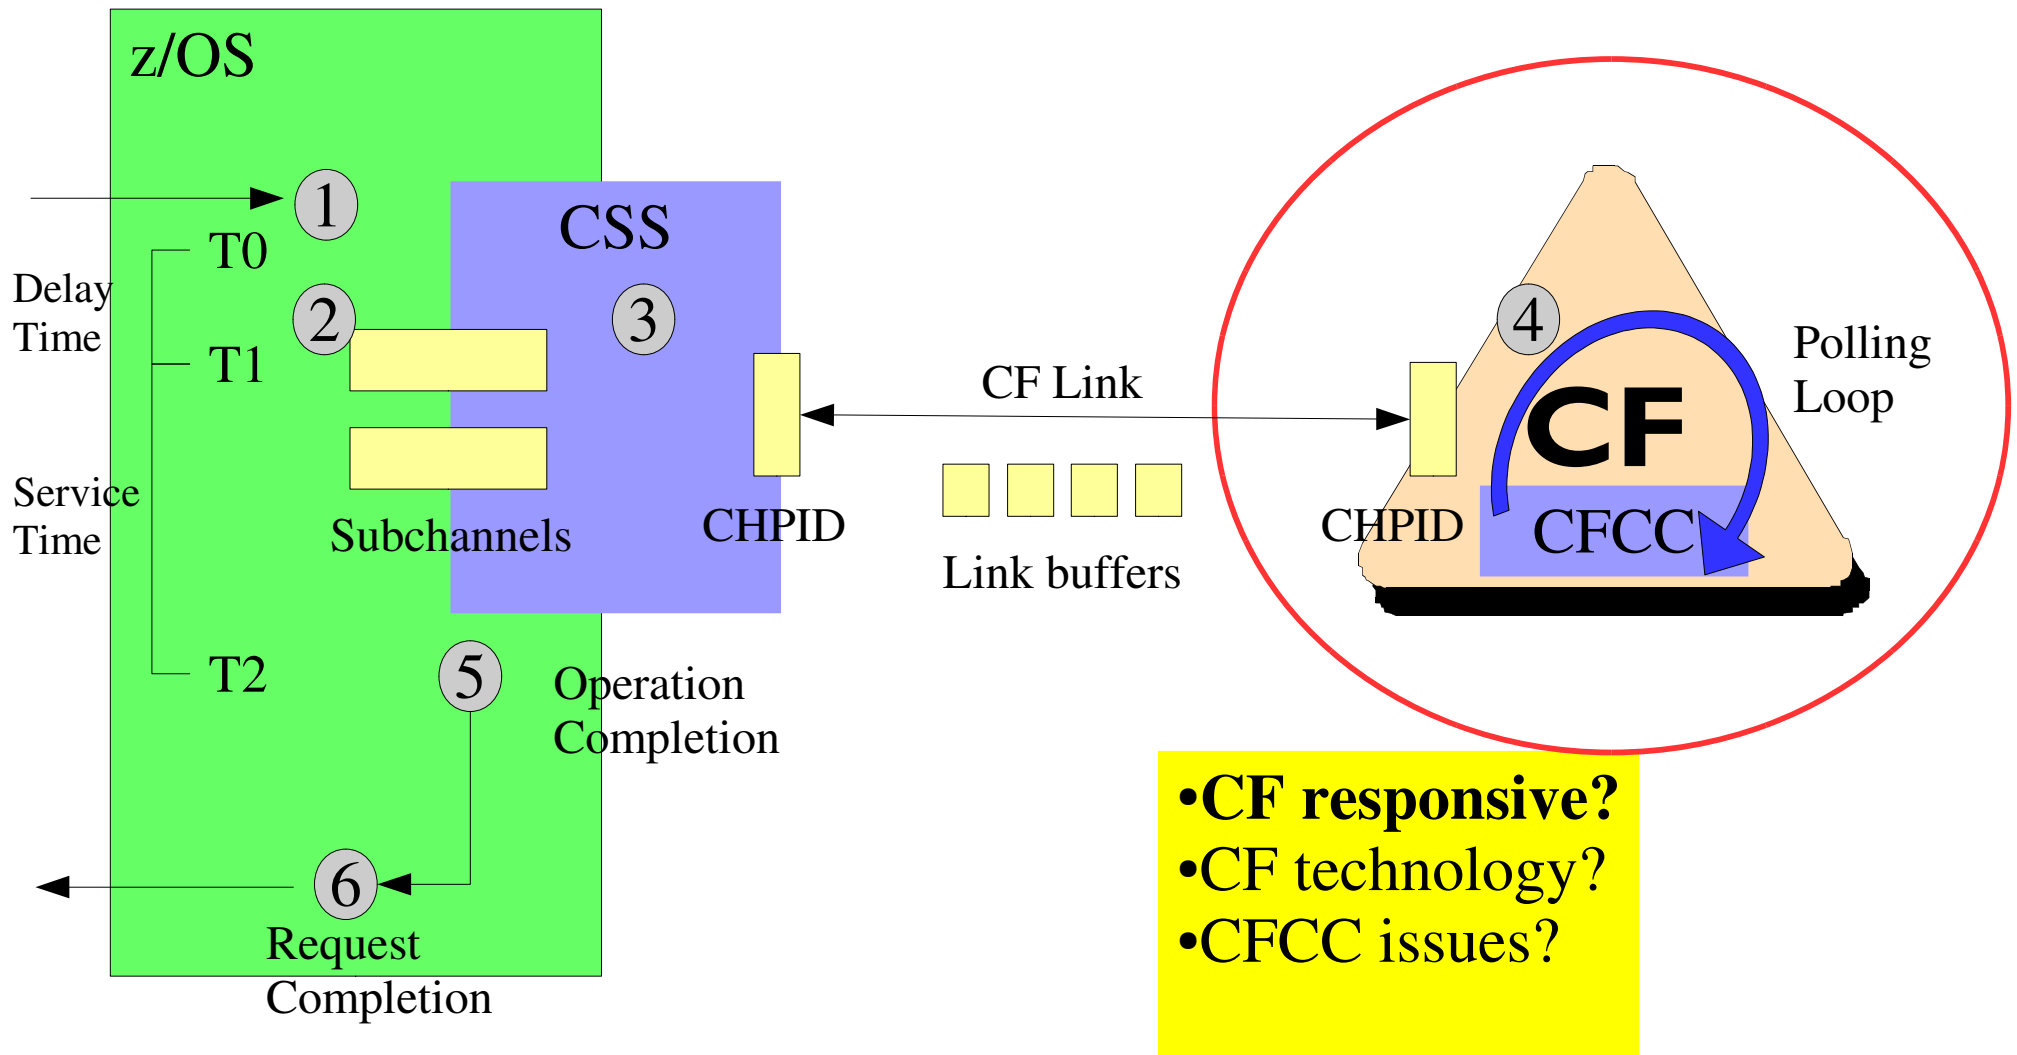 z/OS
1
T0
Delay
Time
2
T1
Service
Time
Subchannels
CSS
3
CHPID
CF Link
Link buffers
4
CF
CFCC
CHPID
Polling
Loop
T2
5
Operation
Completion
6
Request
Completion
•CF responsive?
•CF technology?
•CFCC issues?